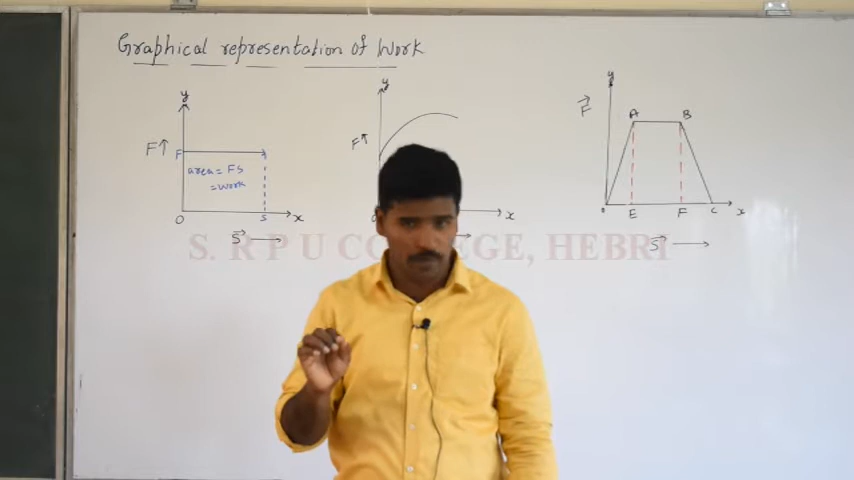 Graphical representation of Work
y
F↑
F
area = FS
= work
O
S
x
S⃗ →
y
F↑
x
y
F⃗
A
B
E
F
C
x
S⃗ →
S. R P U COLLEGE, HEBRI